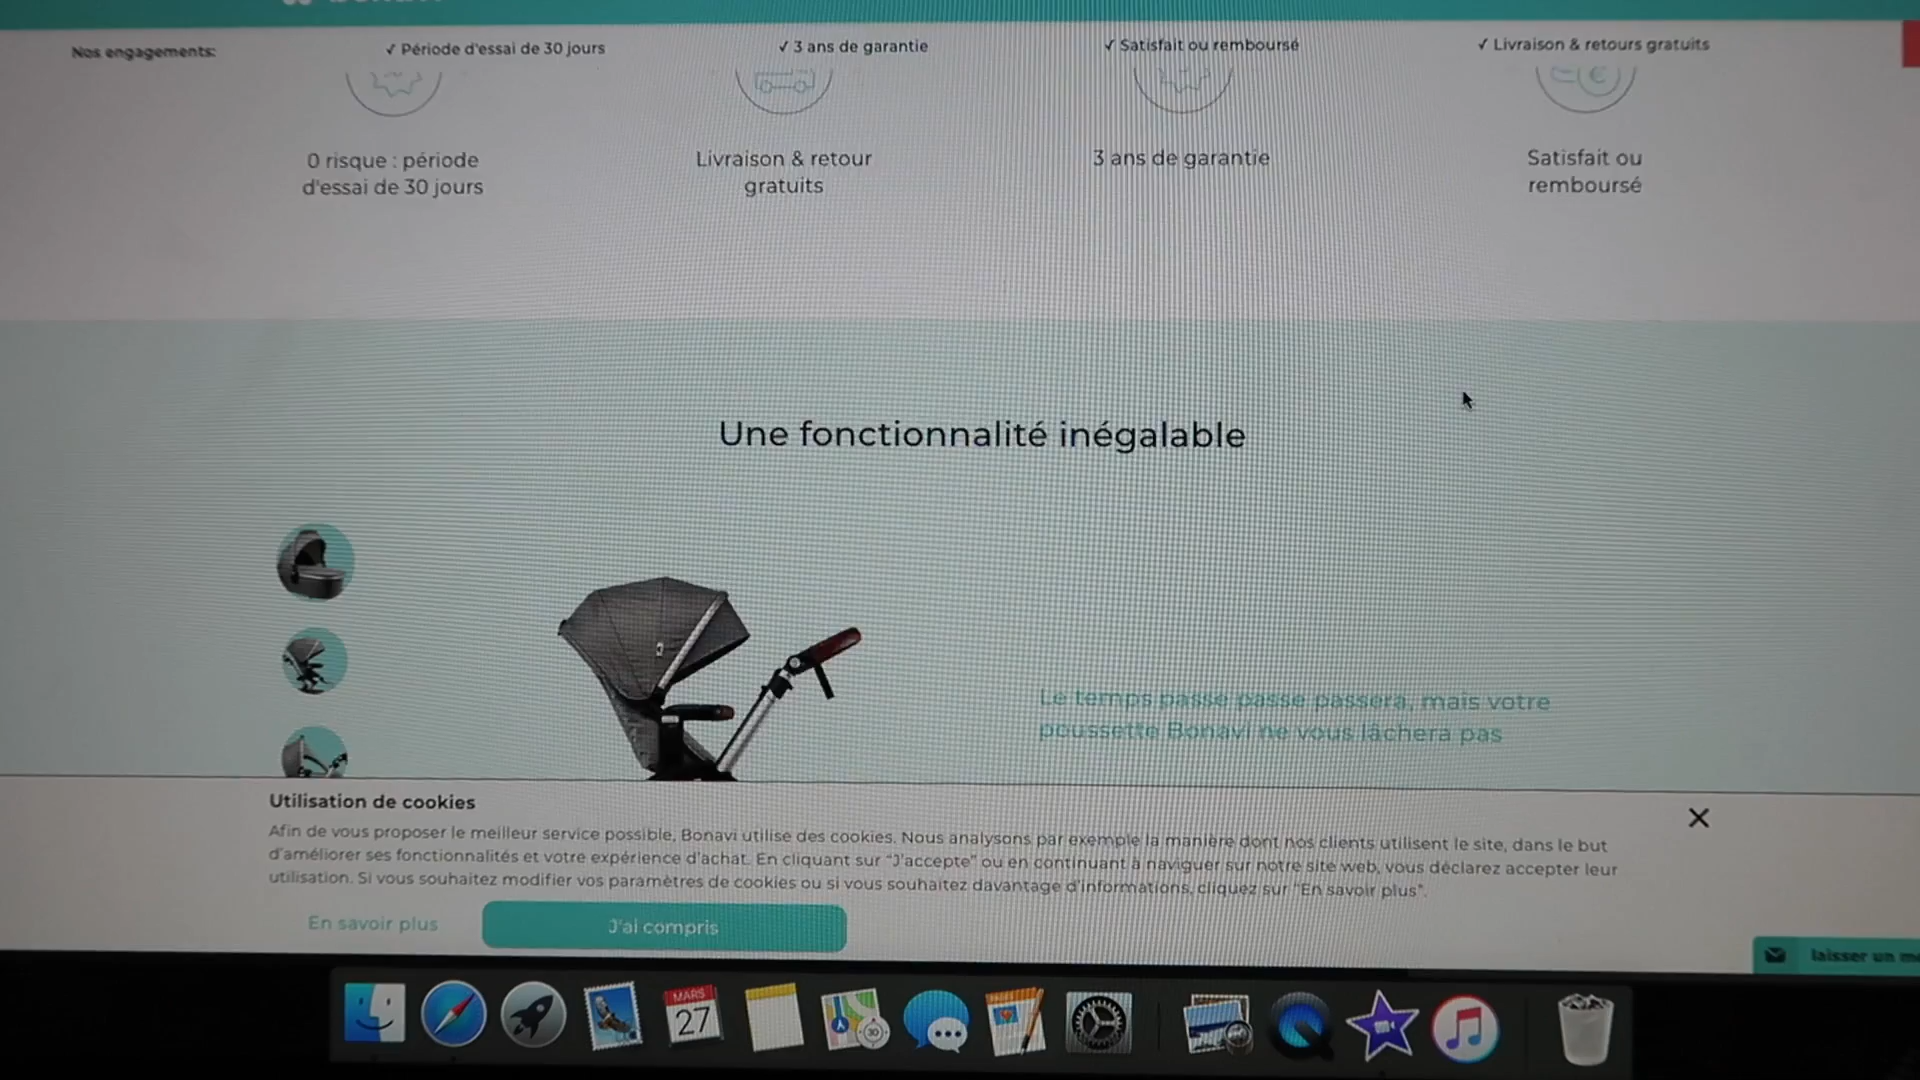 Nos engagements:
✓ Période d'essai de 30 jours
✓ 3 ans de garantie
✓ Satisfait ou remboursé
✓ Livraison & retours gratuits
0 risque : période
d'essai de 30 jours
Livraison & retour
gratuits
3 ans de garantie
Satisfait ou
remboursé
Une fonctionnalité inégalable
Le temps passe passe passera, mais votre
poussette Bonavi ne vous lâchera pas
Utilisation de cookies
Afin de vous proposer le meilleur service possible, Bonavi utilise des cookies. Nous analysons par exemple la manière dont nos clients utilisent le site, dans le but
d'améliorer ses fonctionnalités et votre expérience d'achat. En cliquant sur "J'accepte" ou en continuant à naviguer sur notre site web, vous déclarez accepter leur
utilisation. Si vous souhaitez modifier vos paramètres de cookies ou si vous souhaitez davantage d'informations, cliquez sur "En savoir plus".
En savoir plus
J'ai compris
laisser un
MARS
27